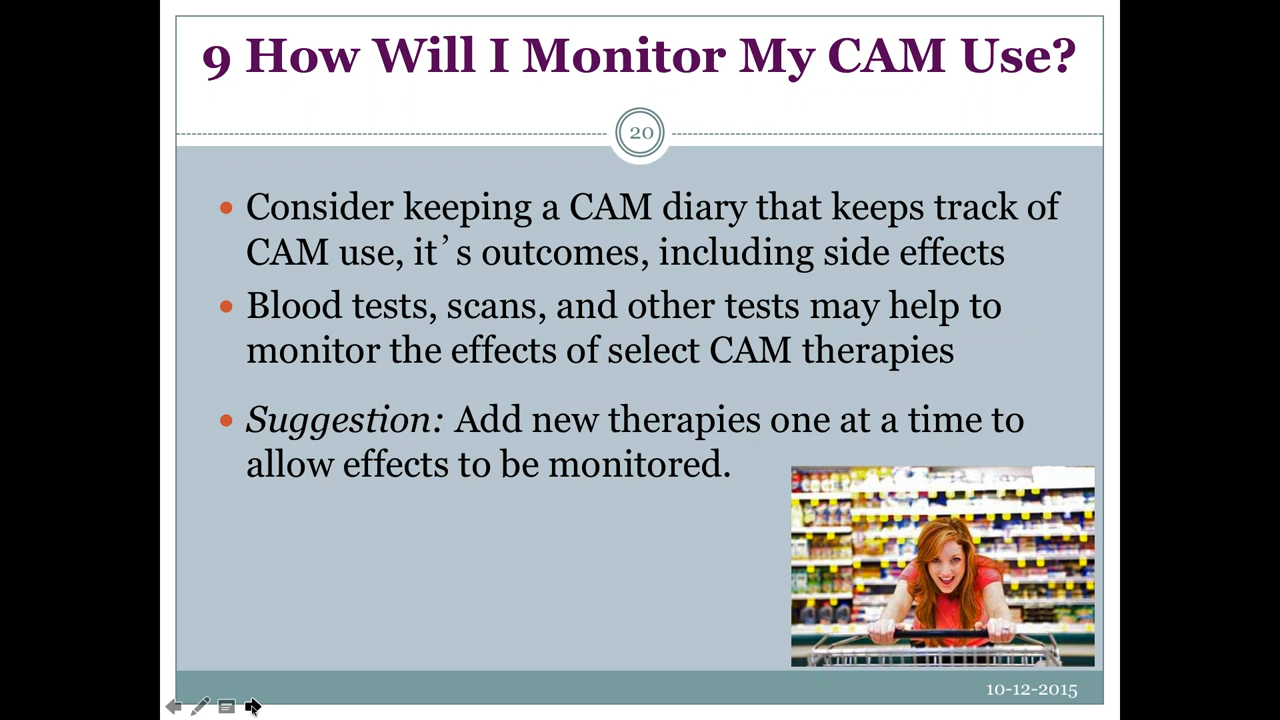 9 How Will I Monitor My CAM Use?
20
• Consider keeping a CAM diary that keeps track of
CAM use, it’s outcomes, including side effects
• Blood tests, scans, and other tests may help to
monitor the effects of select CAM therapies
• Suggestion: Add new therapies one at a time to
allow effects to be monitored.
10-12-2015